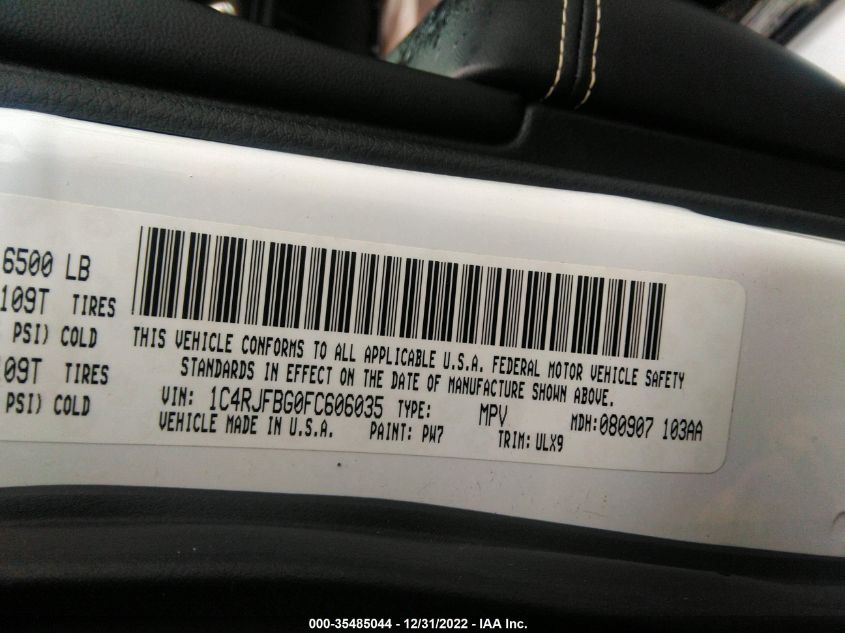 6500 LB
109T TIRES
PSI) COLD
09T TIRES
PSI) COLD
THIS VEHICLE CONFORMS TO ALL APPLICABLE U.S.A. FEDERAL MOTOR VEHICLE SAFETY
STANDARDS IN EFFECT ON THE DATE OF MANUFACTURE SHOWN ABOVE.
VIN: 1C4RJFBG0FC606035 TYPE: MPV MDH:080907 103AA
VEHICLE MADE IN U.S.A. PAINT: PW7 TRIM: ULX9
000-35485044 - 12/31/2022 - IAA Inc.